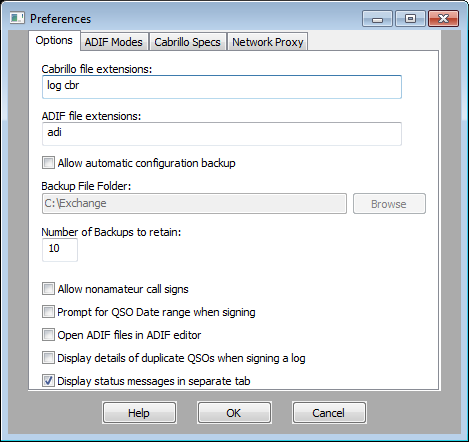 Preferences
Options ADIF Modes Cabrillo Specs Network Proxy
Cabrillo file extensions:
log cbr
ADIF file extensions:
adi
Allow automatic configuration backup
Backup File Folder:
C:\Exchange Browse
Number of Backups to retain:
10
Allow nonamateur call signs
Prompt for QSO Date range when signing
Open ADIF files in ADIF editor
Display details of duplicate QSOs when signing a log
Display status messages in separate tab
Help OK Cancel